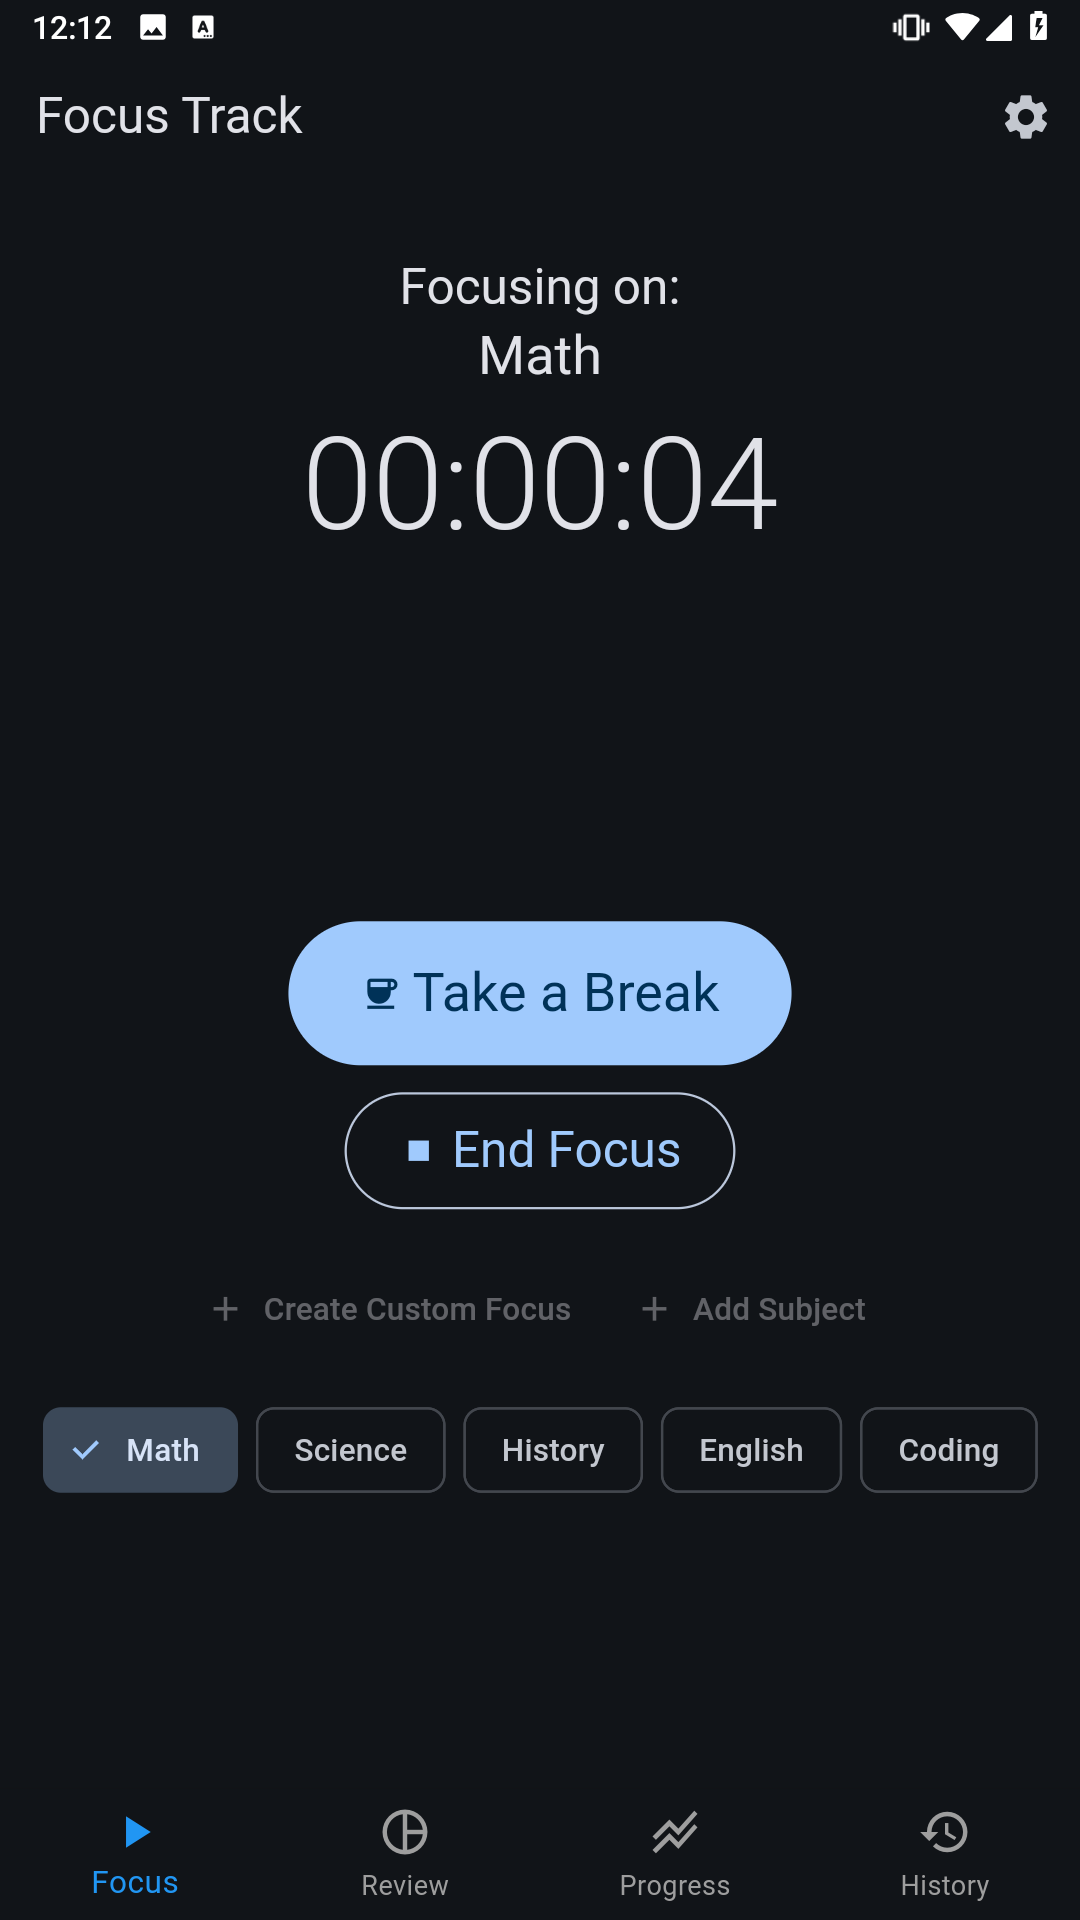 12:12
Focus Track
Focusing on:
Math
00:00:04
Take a Break
End Focus
Create Custom Focus
Add Subject
Math
Science
History
English
Coding
Focus
Review
Progress
History